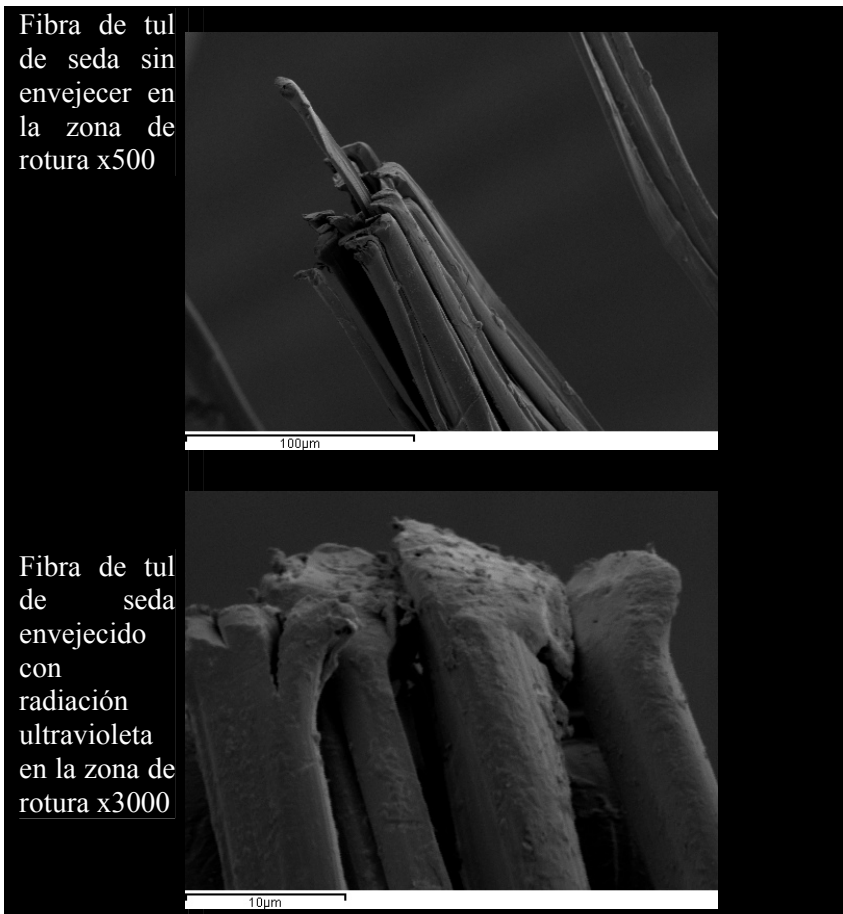 Fibra de tul
de seda sin
envejecer en
la zona de
rotura x500
100µm
Fibra de tul
de seda
envejecido
con
radiación
ultravioleta
en la zona de
rotura x3000
10µm